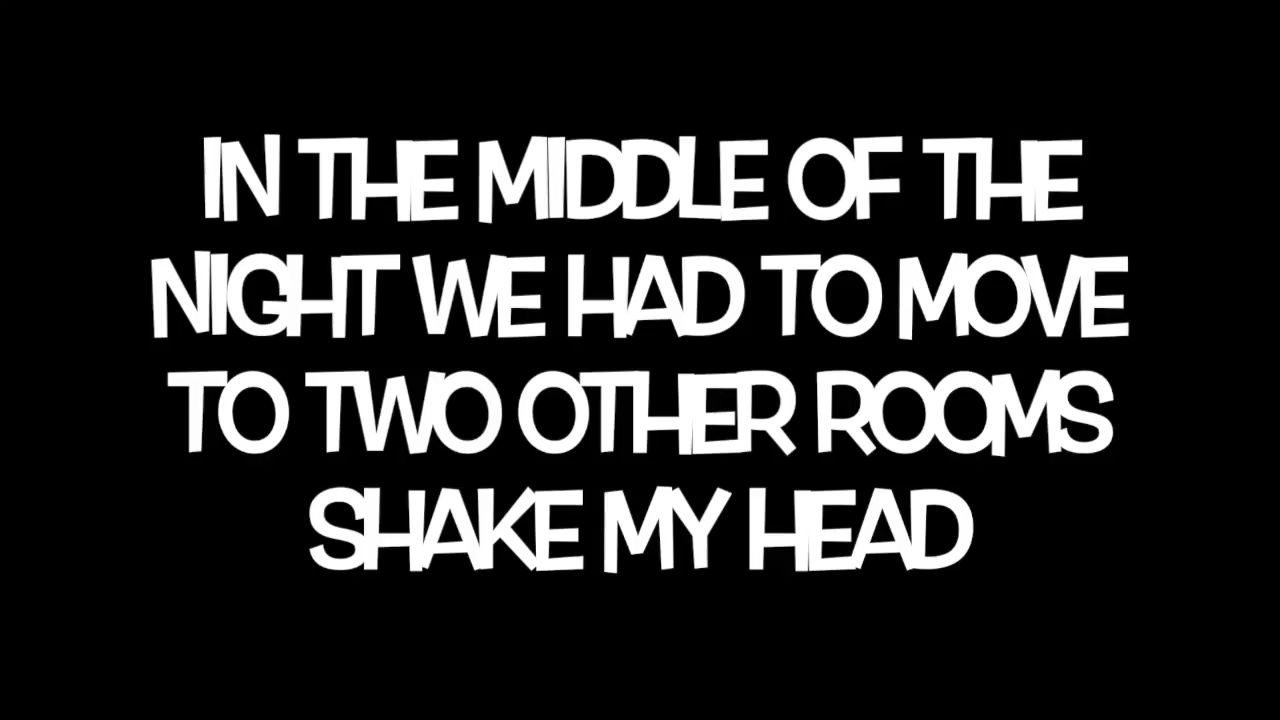 IN THE MIDDLE OF THE
NIGHT WE HAD TO MOVE
TO TWO OTHER ROOMS
SHAKE MY HEAD